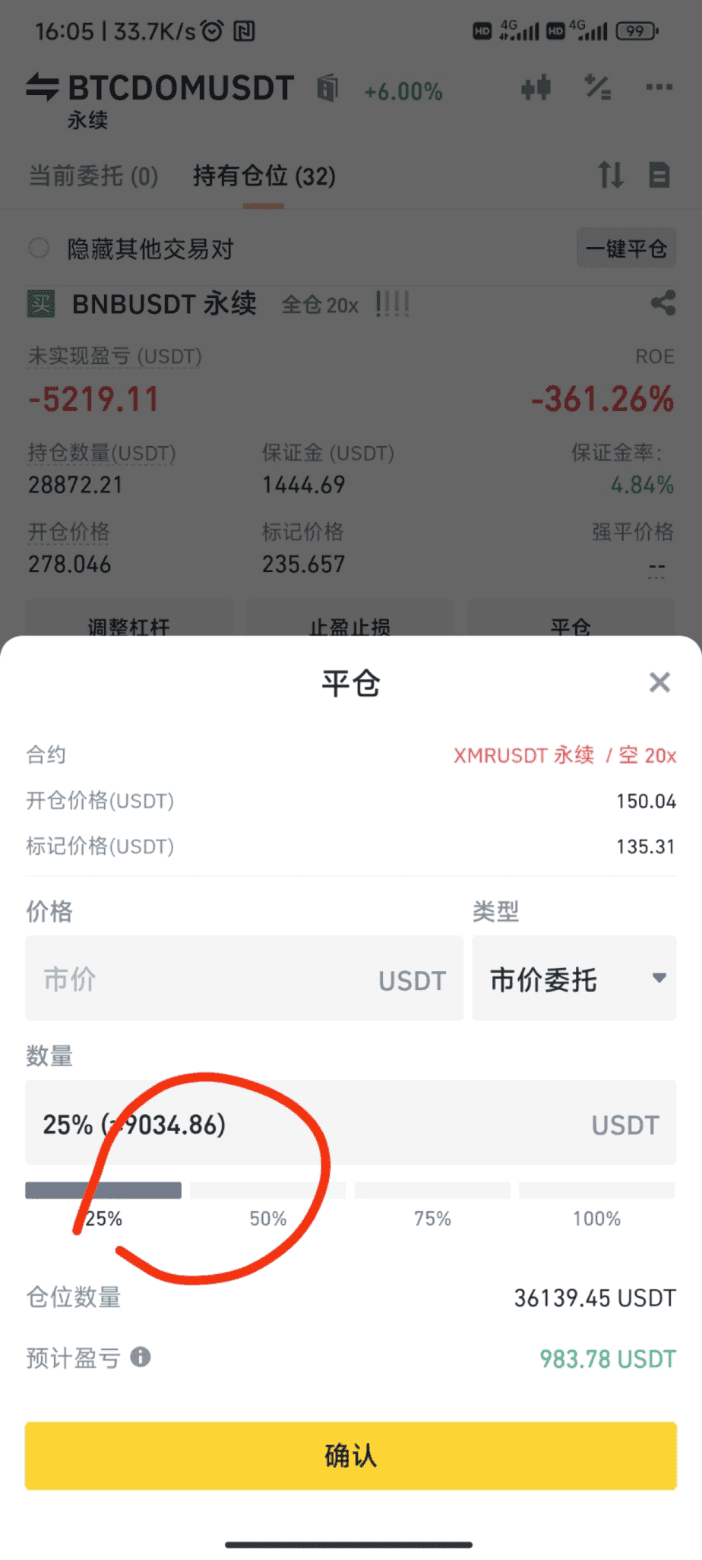 16:05 | 33.7K/s
HD 4G HD 4G 99
BTCDOMUSDT +6.00%
永续
当前委托 (0) 持有仓位 (32)
隐藏其他交易对 一键平仓
买 BNBUSDT 永续 全仓 20x
未实现盈亏 (USDT) ROE
-5219.11 -361.26%
持仓数量(USDT) 保证金 (USDT) 保证金率:
28872.21 1444.69 4.84%
开仓价格 标记价格 强平价格
278.046 235.657 --
调整杠杆 止盈止损 平仓
平仓
合约 XMRUSDT 永续 / 空 20x
开仓价格(USDT) 150.04
标记价格(USDT) 135.31
价格 类型
市价 USDT 市价委托
数量
25% (≈9034.86) USDT
25% 50% 75% 100%
仓位数量 36139.45 USDT
预计盈亏 983.78 USDT
确认